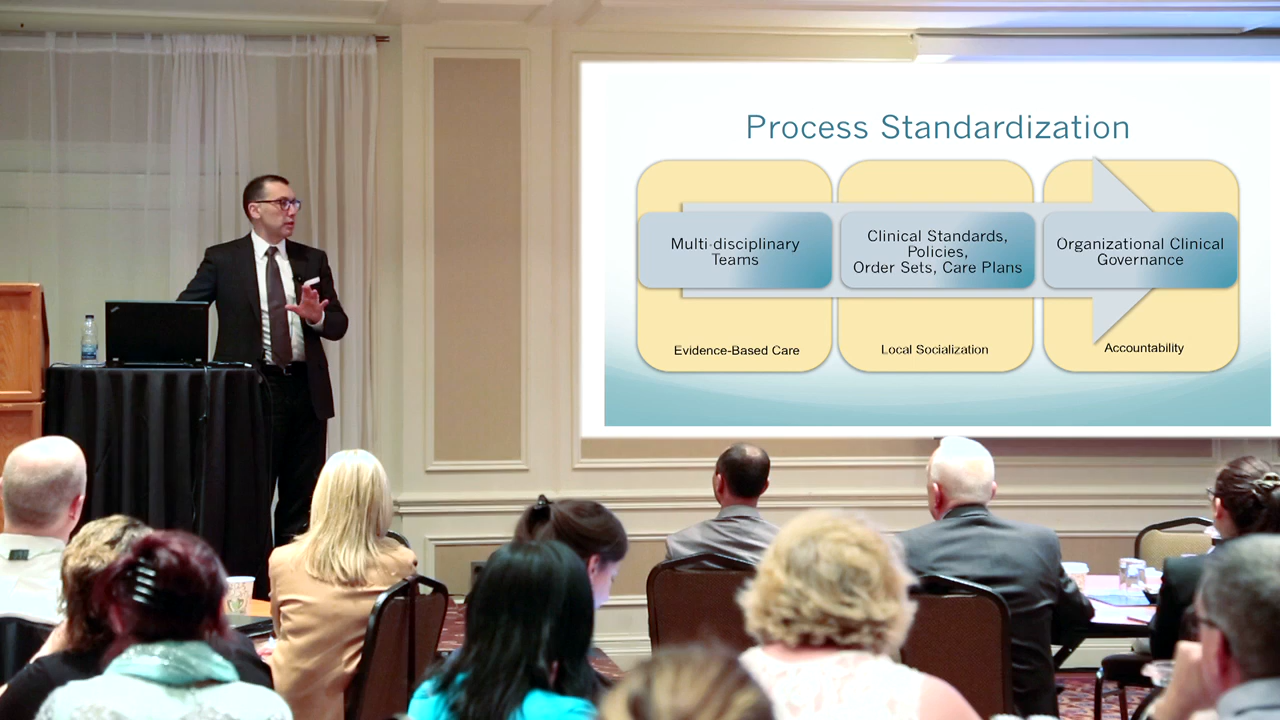 Process Standardization
Multi-disciplinary
Teams
Clinical Standards,
Policies,
Order Sets, Care Plans
Organizational Clinical
Governance
Evidence-Based Care
Local Socialization
Accountability